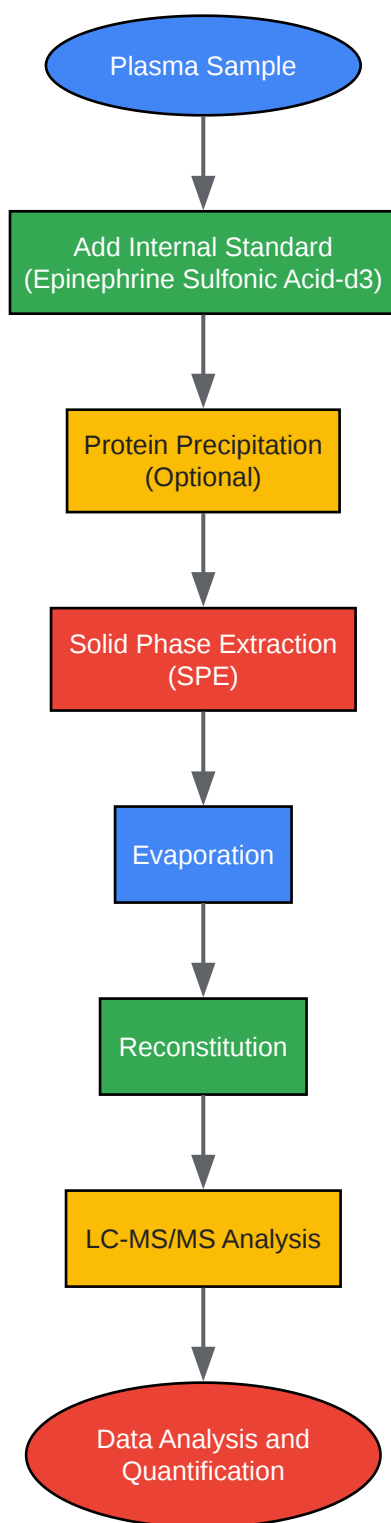 Plasma Sample
Add Internal Standard
(Epinephrine Sulfonic Acid-d3)
Protein Precipitation
(Optional)
Solid Phase Extraction
(SPE)
Evaporation
Reconstitution
LC-MS/MS Analysis
Data Analysis and
Quantification